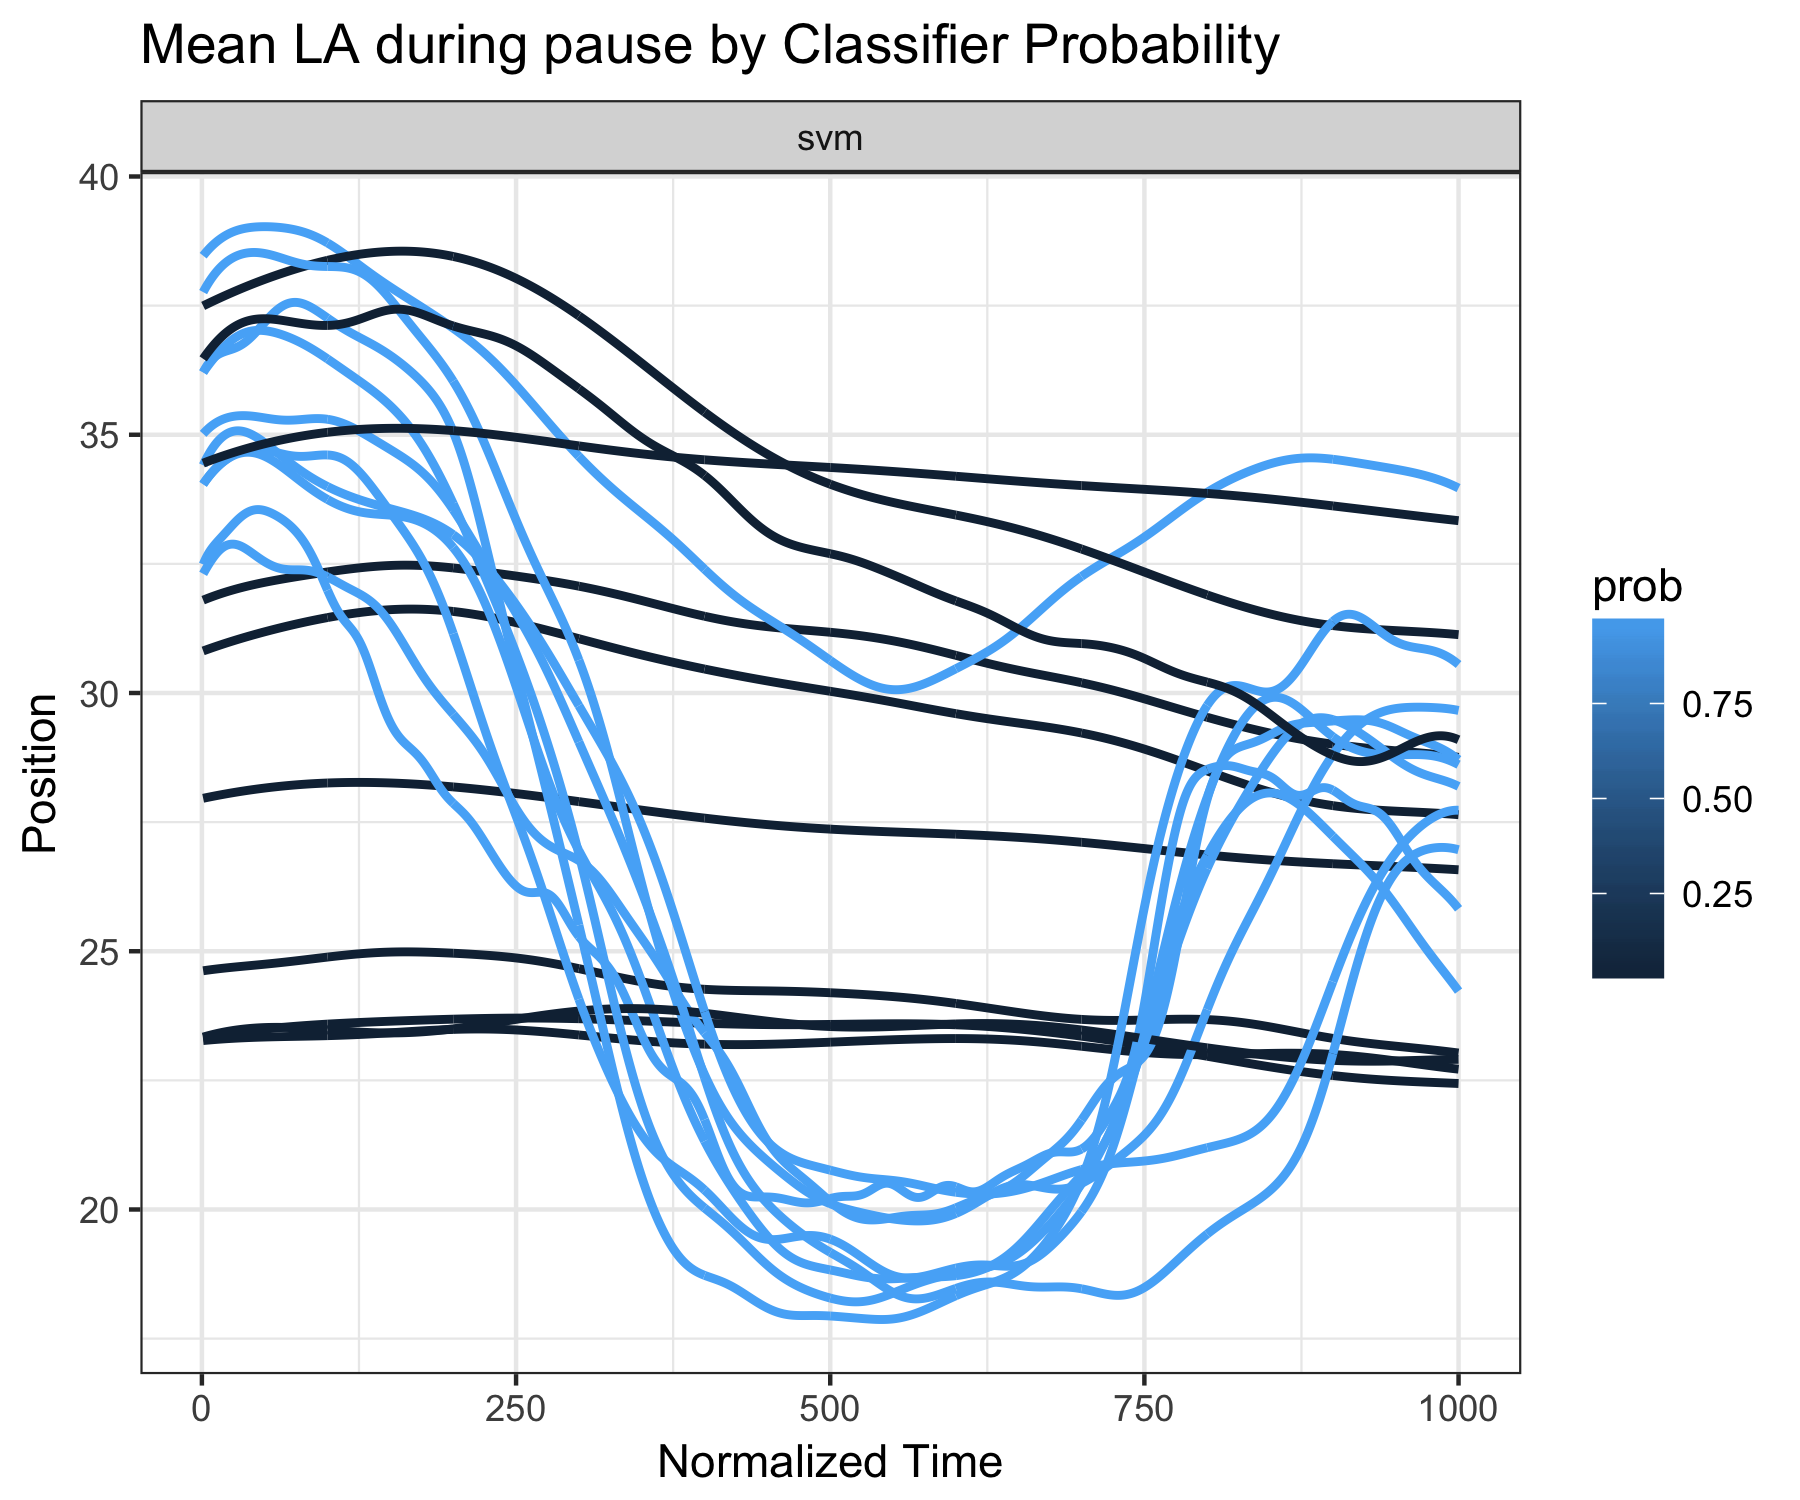 Mean LA during pause by Classifier Probability
svm
40
35
30
25
20
Position
0 250 500 750 1000
Normalized Time
prob
0.75
0.50
0.25